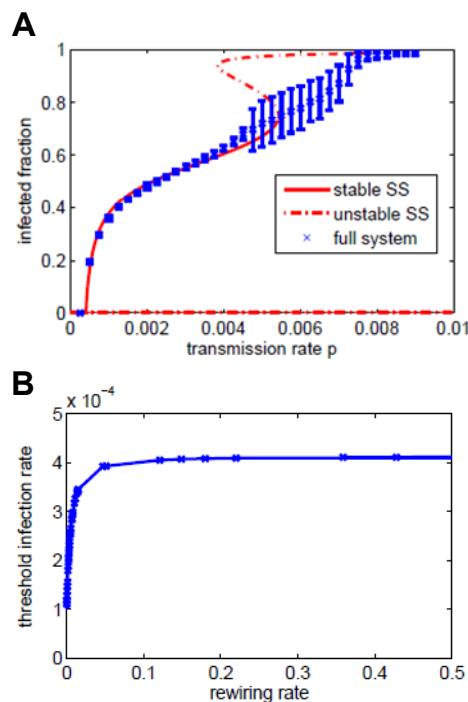 A
1
0.8
0.6
0.4
0.2
0
infected fraction
stable SS
unstable SS
full system
0 0.002 0.004 0.006 0.008 0.01
transmission rate p
B
× 10⁻⁴
5
4
3
2
1
0
threshold infection rate
0 0.1 0.2 0.3 0.4 0.5
rewiring rate